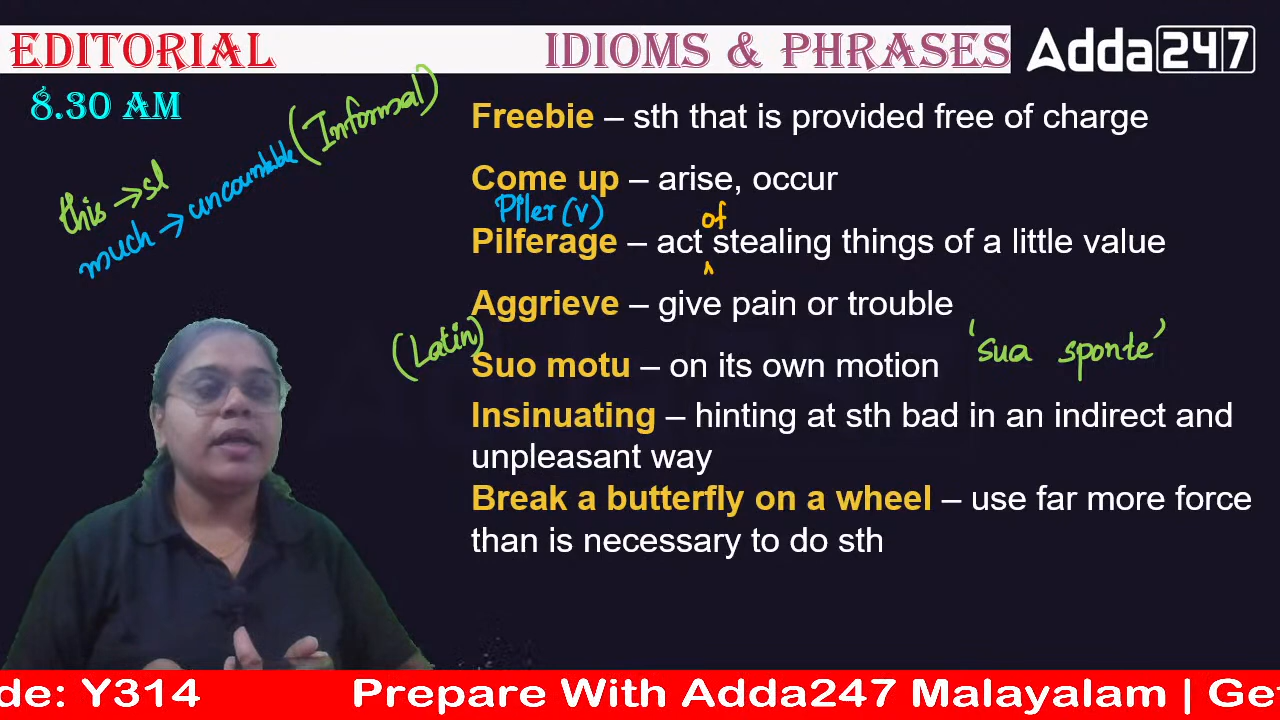 EDITORIAL
IDIOMS & PHRASES
Adda247
8.30 AM
(Informal)
this → sl
much → uncountable
Freebie – sth that is provided free of charge
Come up – arise, occur
Piler (v)
of
Pilferage – act ^ stealing things of a little value
Aggrieve – give pain or trouble
(Latin)
Suo motu – on its own motion
'sua sponte'
Insinuating – hinting at sth bad in an indirect and
unpleasant way
Break a butterfly on a wheel – use far more force
than is necessary to do sth
de: Y314 Prepare With Adda247 Malayalam | Get